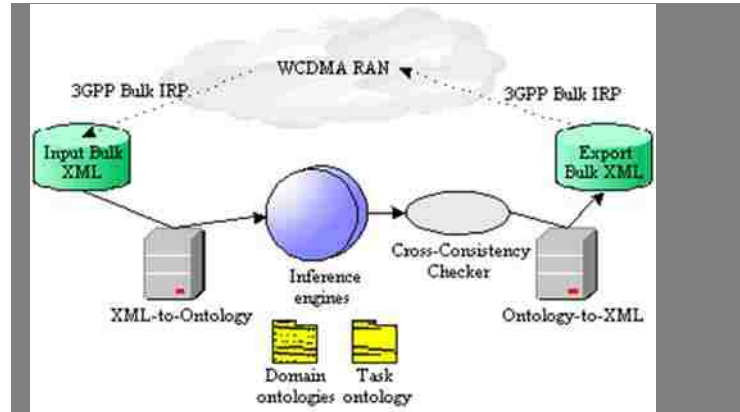 WCDMA RAN
3GPP Bulk IRP.
3GPP Bulk IRP
Input Bulk
XML
Export
Bulk XML
Cross-Consistency
Checker
Inference
engines
XML-to-Ontology
Ontology-to-XML
Domain
ontologies
Task
ontology